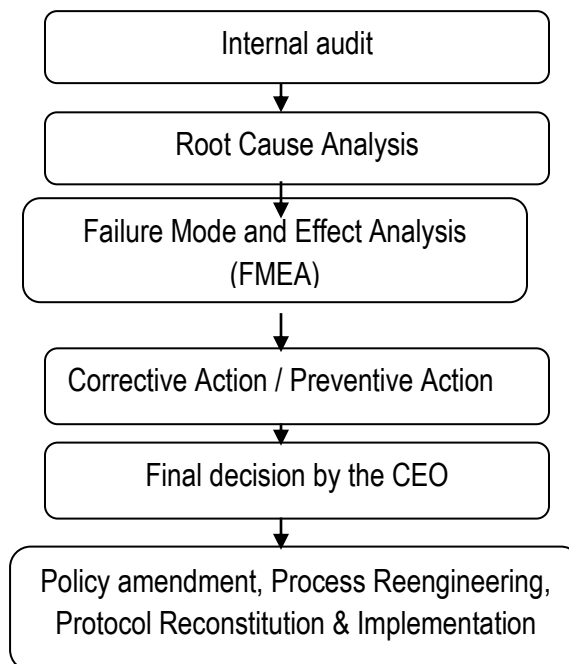 Internal audit
Root Cause Analysis
Failure Mode and Effect Analysis
(FMEA)
Corrective Action / Preventive Action
Final decision by the CEO
Policy amendment, Process Reengineering,
Protocol Reconstitution & Implementation